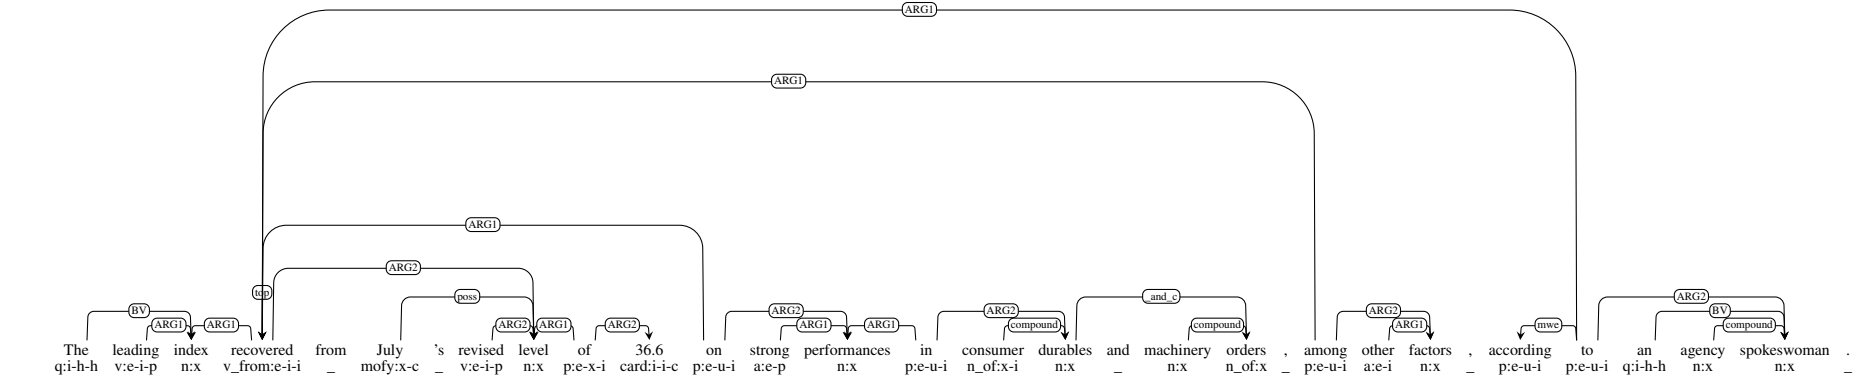 ARG1
ARG1
ARG1
ARG2
top poss _and_c ARG2
BV ARG2 ARG2 ARG2 BV
ARG1 ARG1 ARG2 ARG1 ARG2 ARG1 ARG1 compound compound ARG1 mwe compound
The leading index recovered from July 's revised level of 36.6 on strong performances in consumer durables and machinery orders , among other factors , according to an agency spokeswoman .
q:i-h-h v:e-i-p n:x v_from:e-i-i _ mofy:x-c _ v:e-i-p n:x p:e-x-i card:i-i-c p:e-u-i a:e-p n:x p:e-u-i n_of:x-i n:x _ n:x n_of:x _ p:e-u-i a:e-i n:x _ p:e-u-i p:e-u-i q:i-h-h n:x n:x _